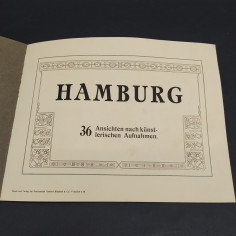 HAMBURG
36 Ansichten nach künst-
lerischen Aufnahmen.